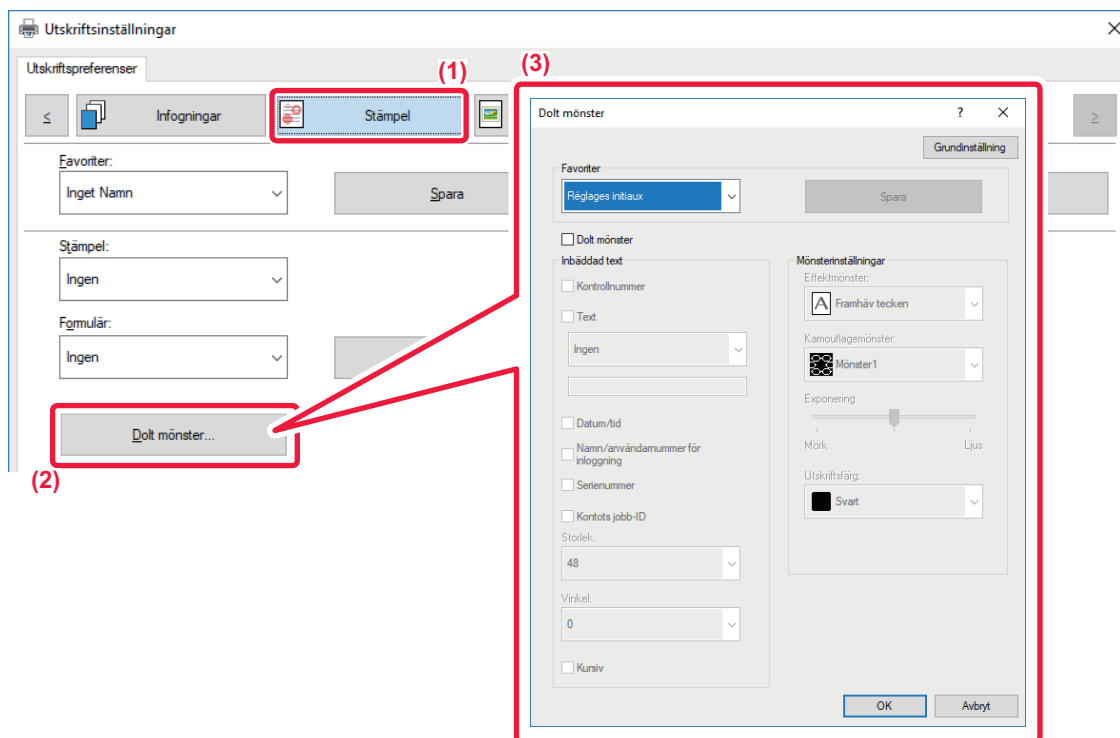 Utskriftsinställningar
Utskriftspreferenser
(1)
(3)
<
Infogningar
Stämpel
>
Favoriter:
Inget Namn
Spara
Stämpel:
Ingen
Formulär:
Ingen
Dolt mönster...
(2)
Dolt mönster
?
Grundinställning
Favoriter
Réglages initiaux
Spara
Dolt mönster
Inbäddad text
Kontrollnummer
Text
Ingen
Datum/tid
Namn/användarnummer för
inloggning
Serienummer
Kontots jobb-ID
Storlek:
48
Vinkel:
0
Kursiv
Mönsterinställningar
Effektmönster:
A Framhäv tecken
Kamouflagemönster:
Mönster1
Exponering:
Mörk
Ljus
Utskriftsfärg:
Svart
OK
Avbryt